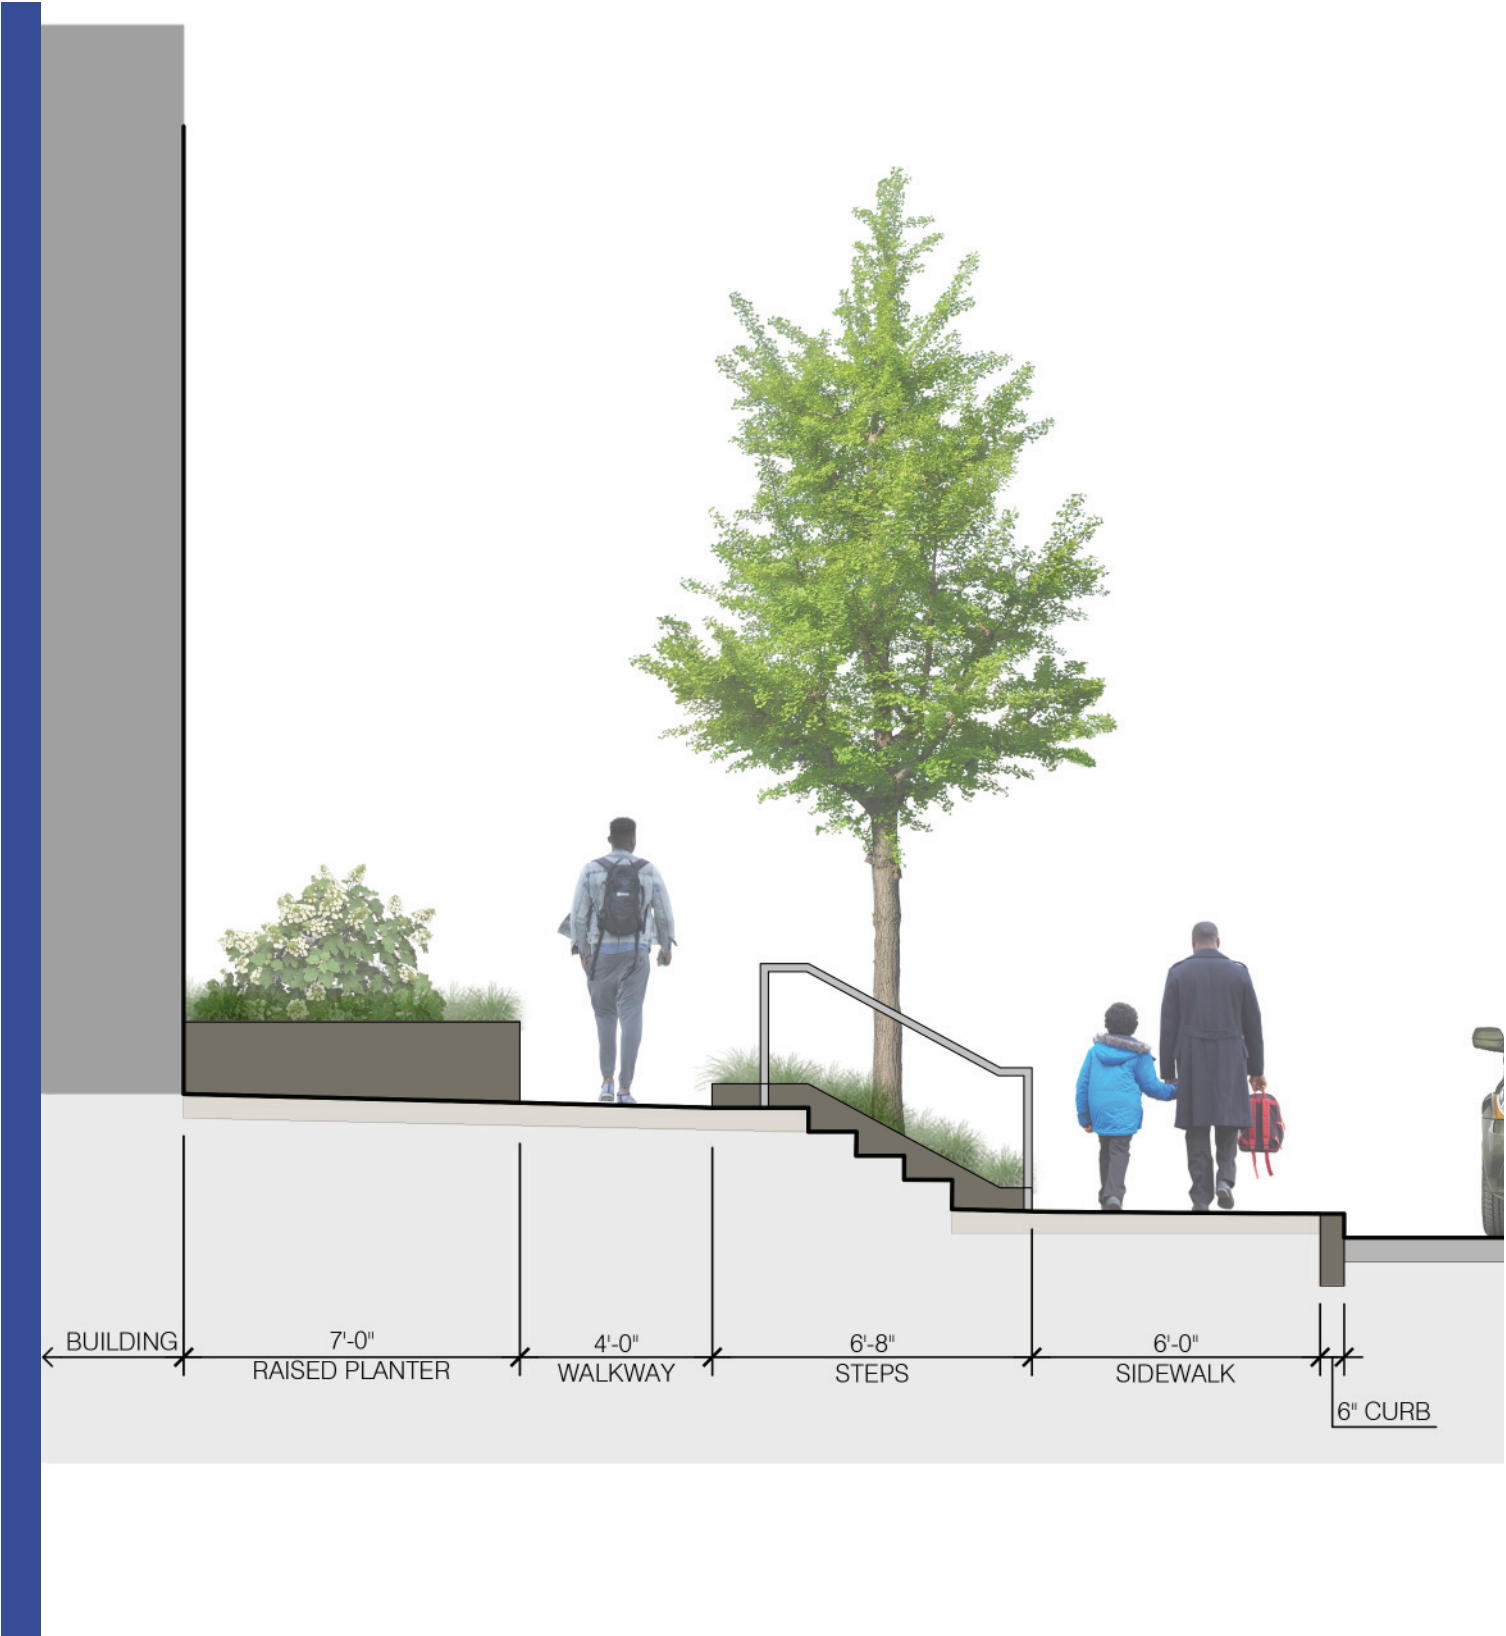 BUILDING
7'-0"
RAISED PLANTER
4'-0"
WALKWAY
6'-8"
STEPS
6'-0"
SIDEWALK
6" CURB